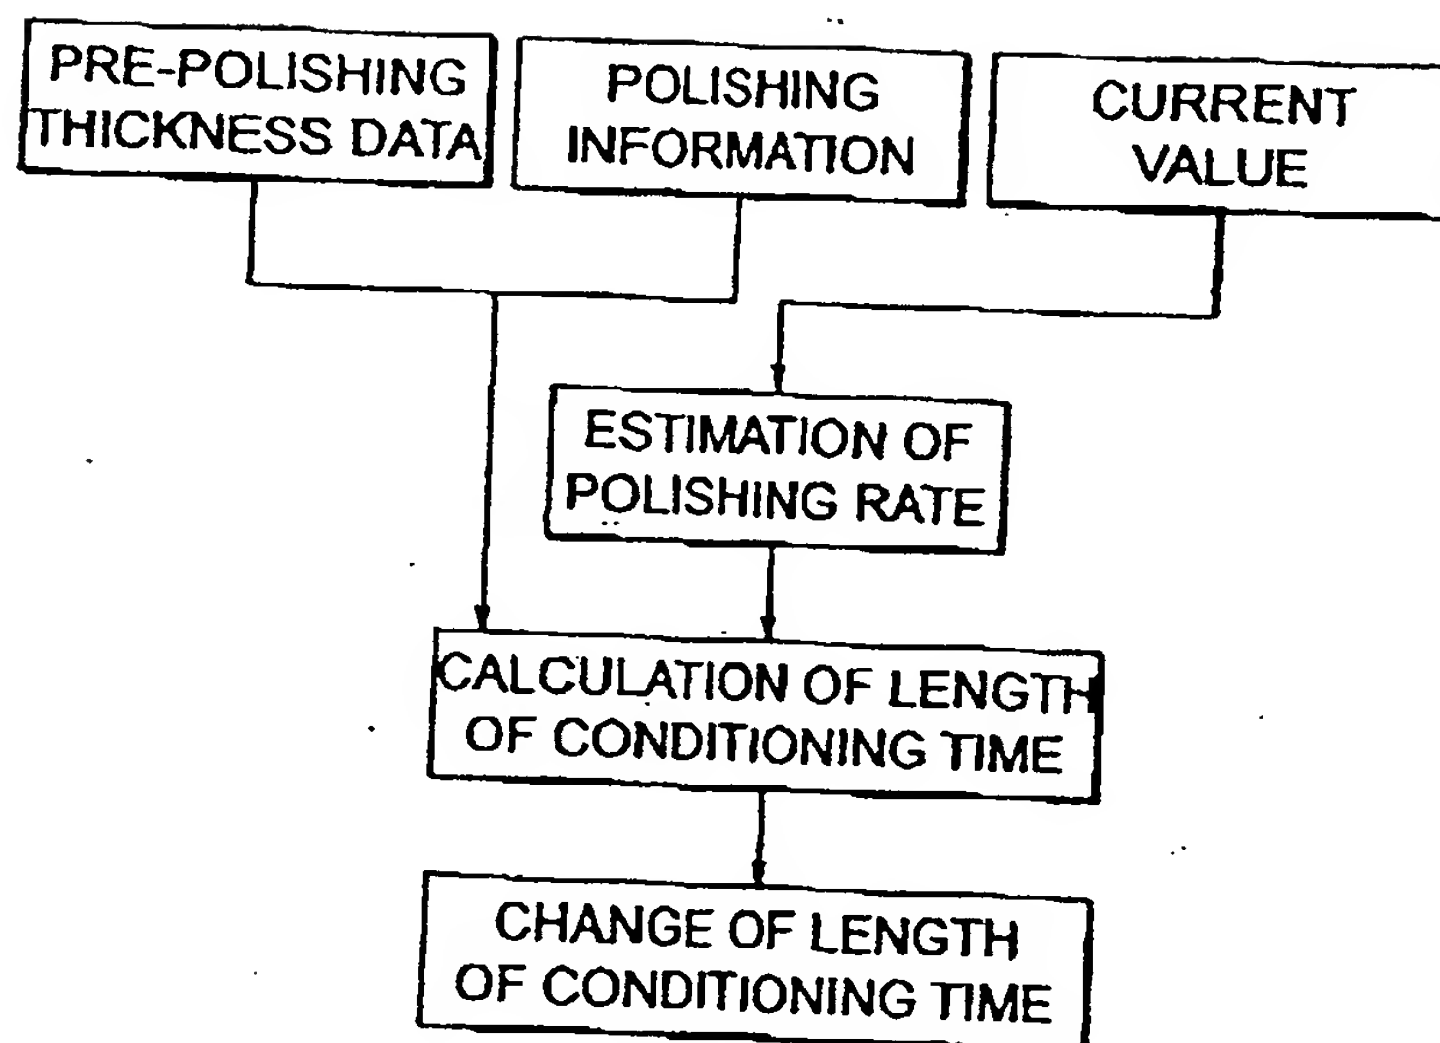 PRE-POLISHING
THICKNESS DATA
POLISHING
INFORMATION
CURRENT
VALUE
ESTIMATION OF
POLISHING RATE
CALCULATION OF LENGTH
OF CONDITIONING TIME
CHANGE OF LENGTH
OF CONDITIONING TIME